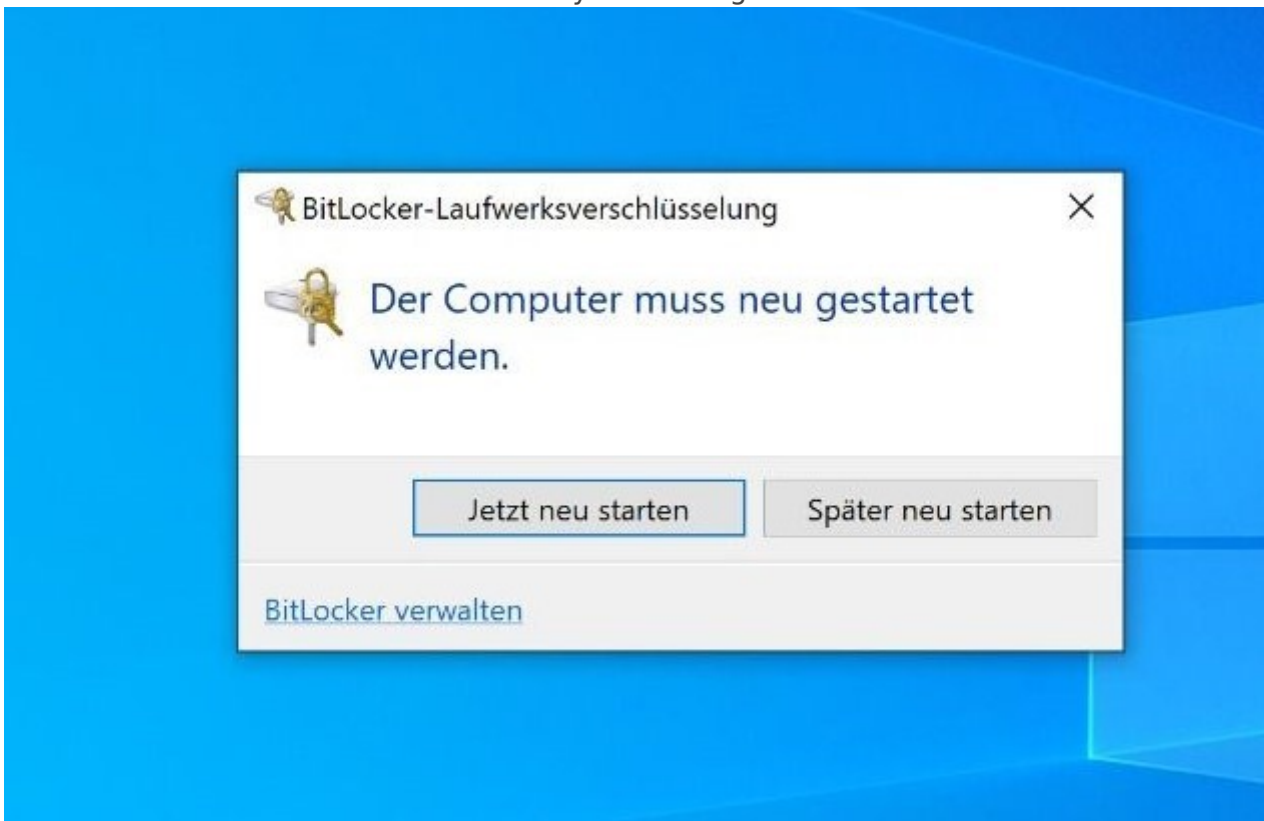 BitLocker-Laufwerksverschlüsselung
Der Computer muss neu gestartet
werden.
Jetzt neu starten
Später neu starten
BitLocker verwalten